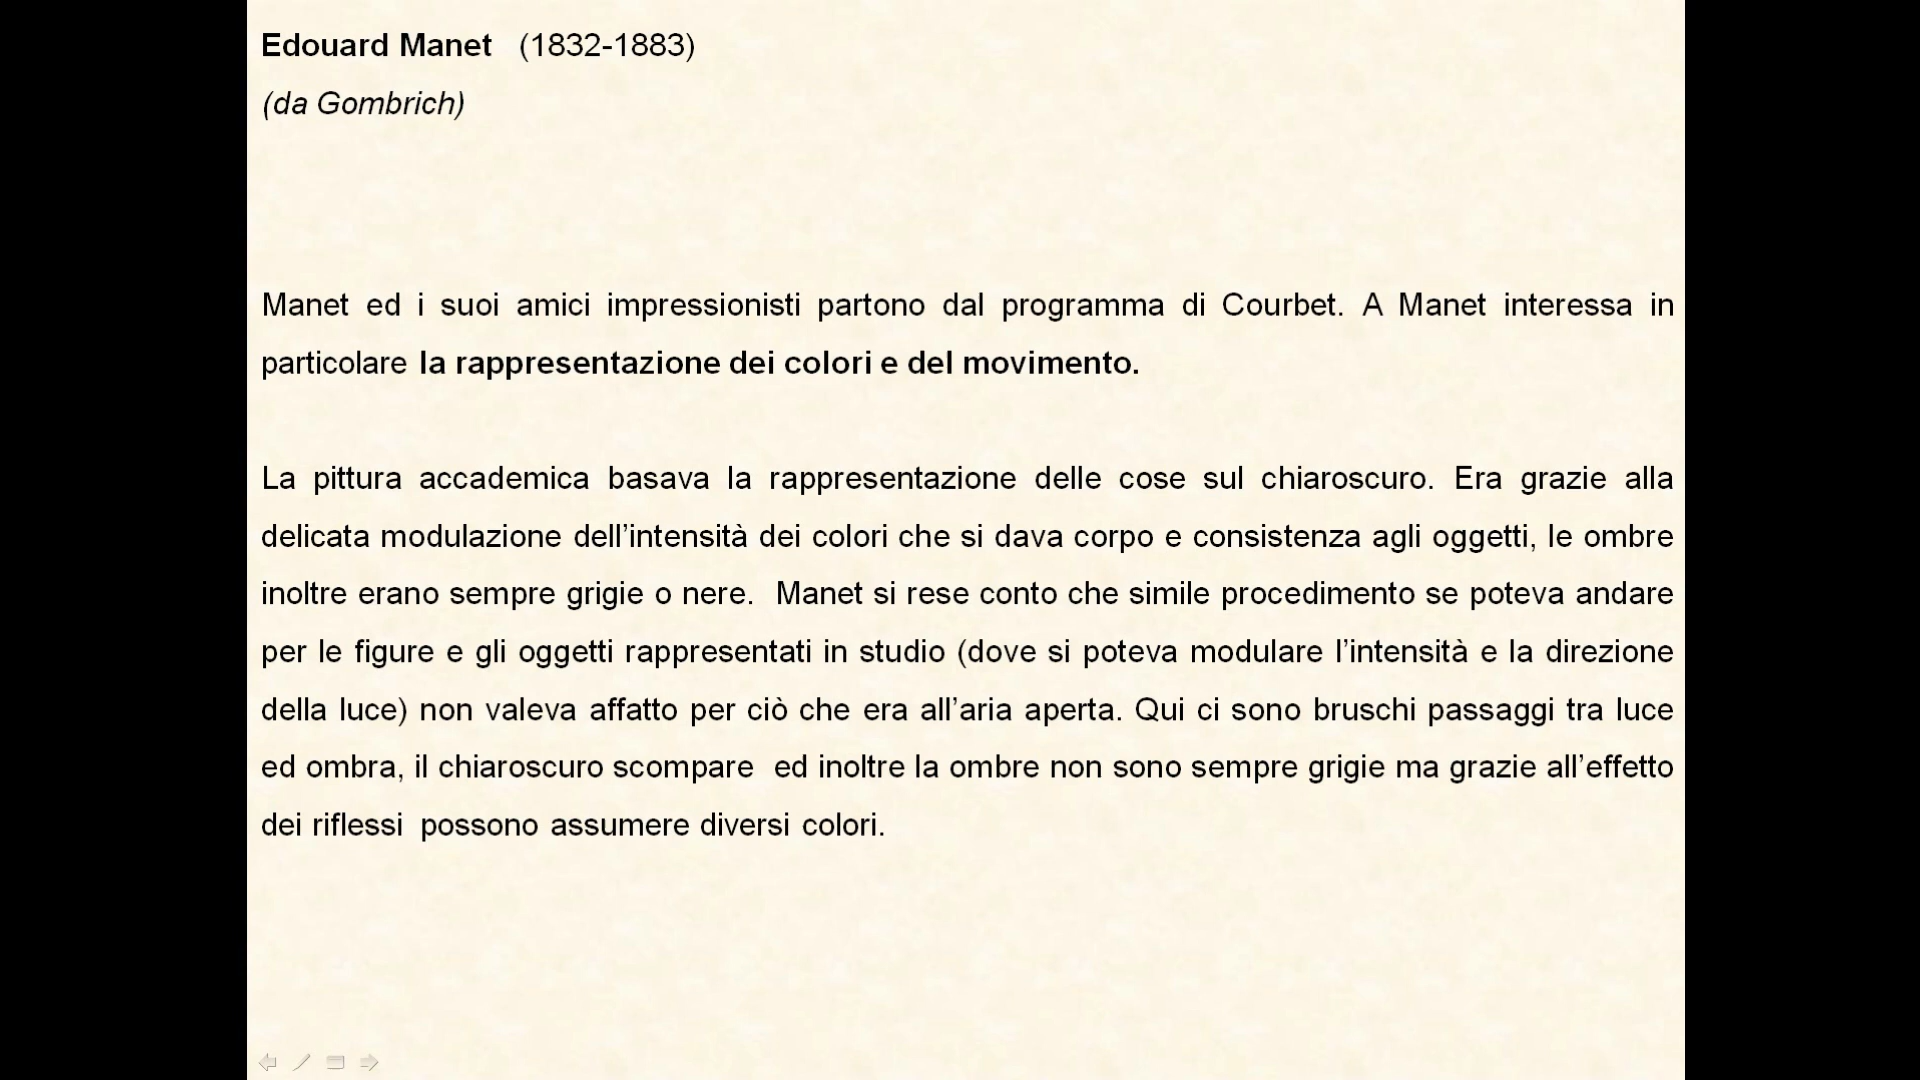 Edouard Manet (1832-1883)
(da Gombrich)
Manet ed i suoi amici impressionisti partono dal programma di Courbet. A Manet interessa in
particolare la rappresentazione dei colori e del movimento.
La pittura accademica basava la rappresentazione delle cose sul chiaroscuro. Era grazie alla
delicata modulazione dell’intensità dei colori che si dava corpo e consistenza agli oggetti, le ombre
inoltre erano sempre grigie o nere. Manet si rese conto che simile procedimento se poteva andare
per le figure e gli oggetti rappresentati in studio (dove si poteva modulare l’intensità e la direzione
della luce) non valeva affatto per ciò che era all’aria aperta. Qui ci sono bruschi passaggi tra luce
ed ombra, il chiaroscuro scompare ed inoltre la ombre non sono sempre grigie ma grazie all’effetto
dei riflessi possono assumere diversi colori.